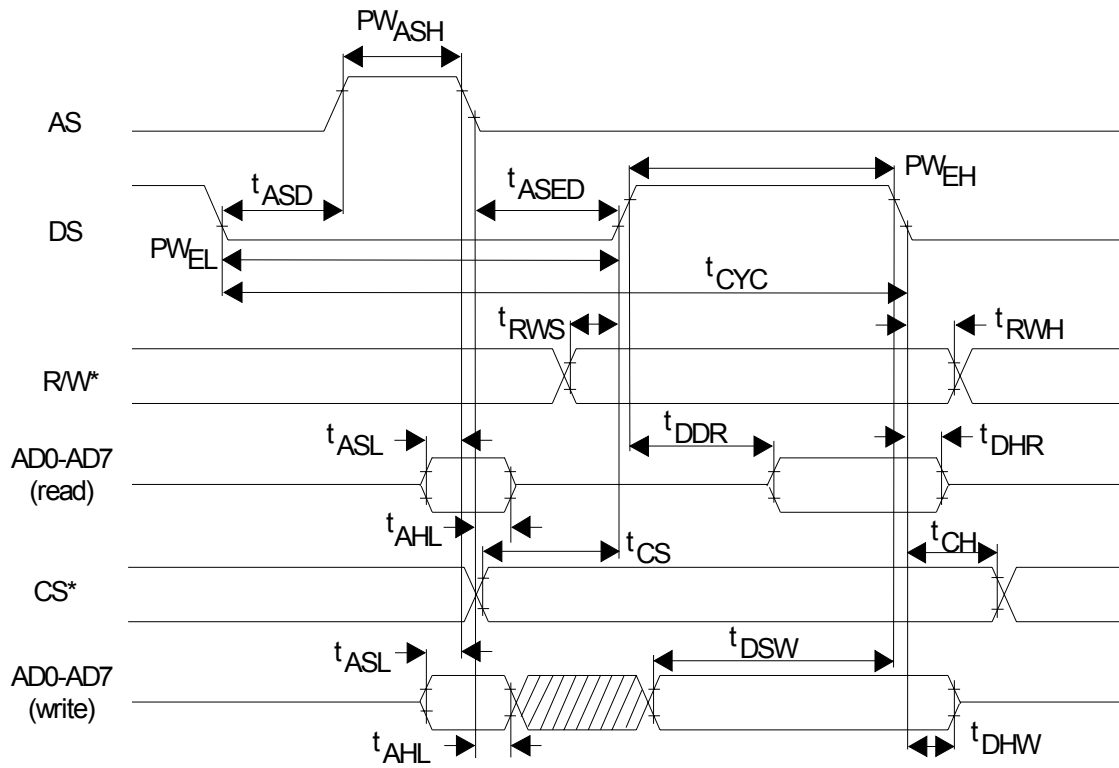 PWASH
AS
PWEH
tASD
tASED
DS
PWEL
tCYC
tRWS
tRWH
R/W*
tASL
tDDR
tDHR
AD0-AD7
(read)
tAHL
tCS
tCH
CS*
tASL
tDSW
AD0-AD7
(write)
tAHL
tDHW